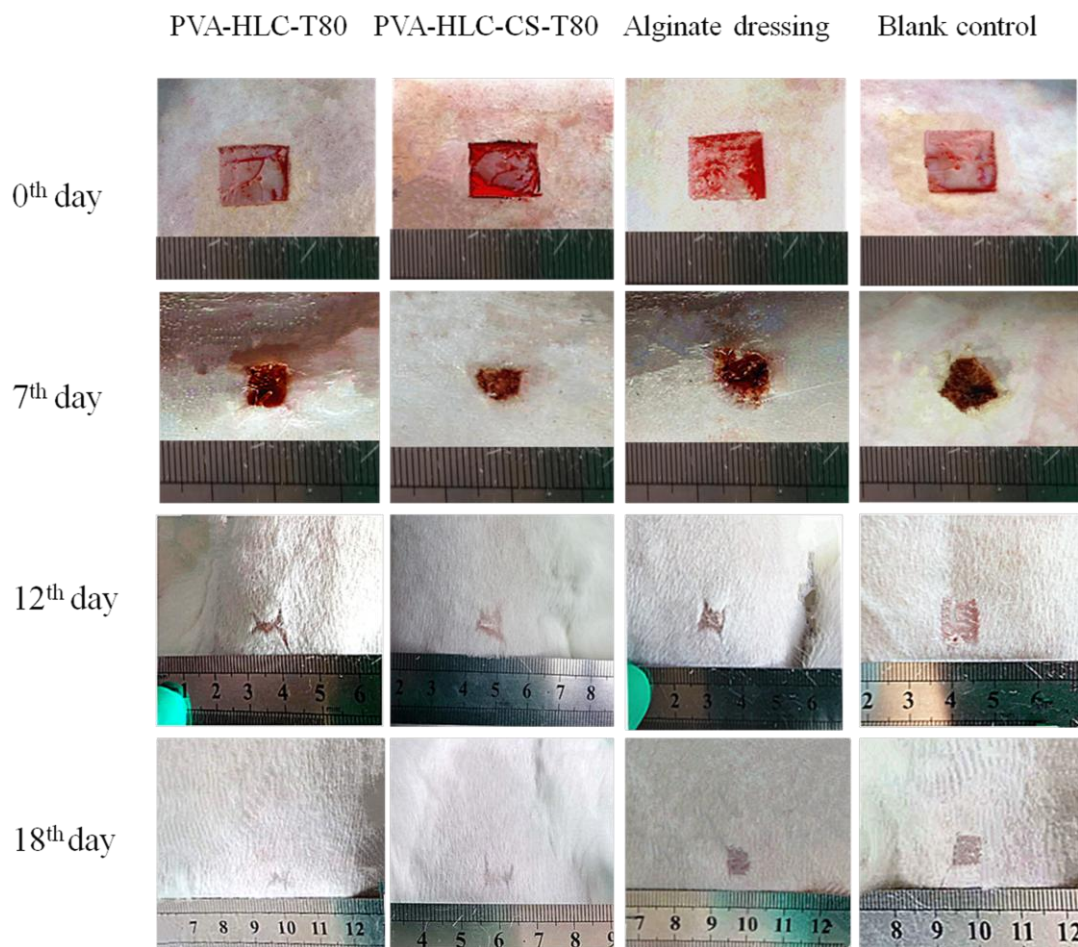 PVA-HLC-T80 PVA-HLC-CS-T80 Alginate dressing Blank control
0th day
7th day
12th day
1 2 3 4 5 6
2 3 4 5 6 7 8
2 3 4 5 6
2 3 4 5 6
18th day
7 8 9 10 11 12
4 5 6 7 8 9
7 8 9 10 11 12
8 9 10 11 12